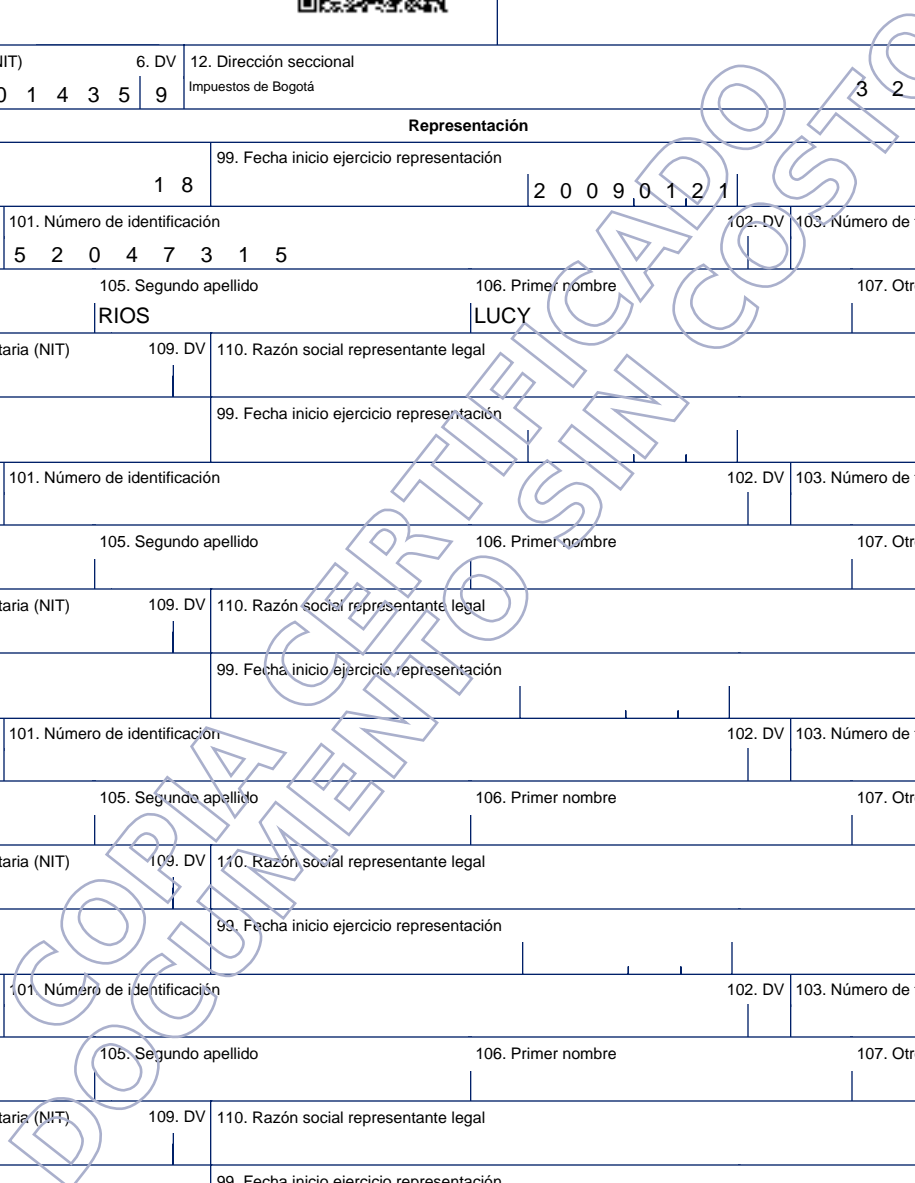 NIT) 6. DV 12. Dirección seccional
0 1 4 3 5 9 Impuestos de Bogotá 3 2
Representación
99. Fecha inicio ejercicio representación
1 8 2 0 0 9 0 1 2 1
101. Número de identificación 102. DV 103. Número de
5 2 0 4 7 3 1 5
105. Segundo apellido 106. Primer nombre 107. Otr
RIOS LUCY
taria (NIT) 109. DV 110. Razón social representante legal
99. Fecha inicio ejercicio representación
101. Número de identificación 102. DV 103. Número de
105. Segundo apellido 106. Primer nombre 107. Otr
taria (NIT) 109. DV 110. Razón social representante legal
99. Fecha inicio ejercicio representación
101. Número de identificación 102. DV 103. Número de
105. Segundo apellido 106. Primer nombre 107. Otr
taria (NIT) 109. DV 110. Razón social representante legal
99. Fecha inicio ejercicio representación
101. Número de identificación 102. DV 103. Número de
105. Segundo apellido 106. Primer nombre 107. Otr
taria (NIT) 109. DV 110. Razón social representante legal
99. Fecha inicio ejercicio representación
COPIA CERTIFICADO
DOCUMENTO SIN COSTO